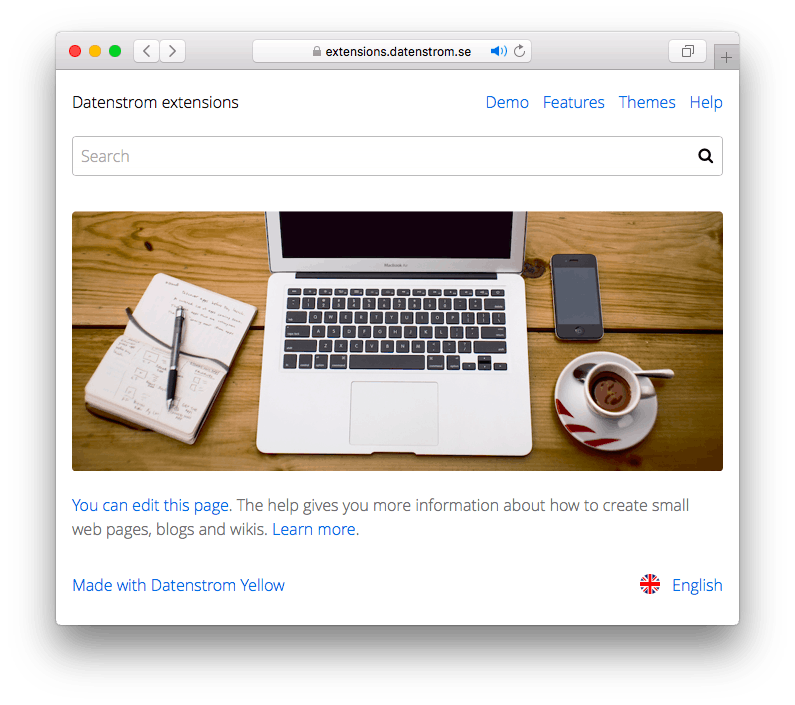 extensions.datenstrom.se
Datenstrom extensions
Demo Features Themes Help
Search
MacBook Air
You can edit this page. The help gives you more information about how to create small
web pages, blogs and wikis. Learn more.
Made with Datenstrom Yellow
English